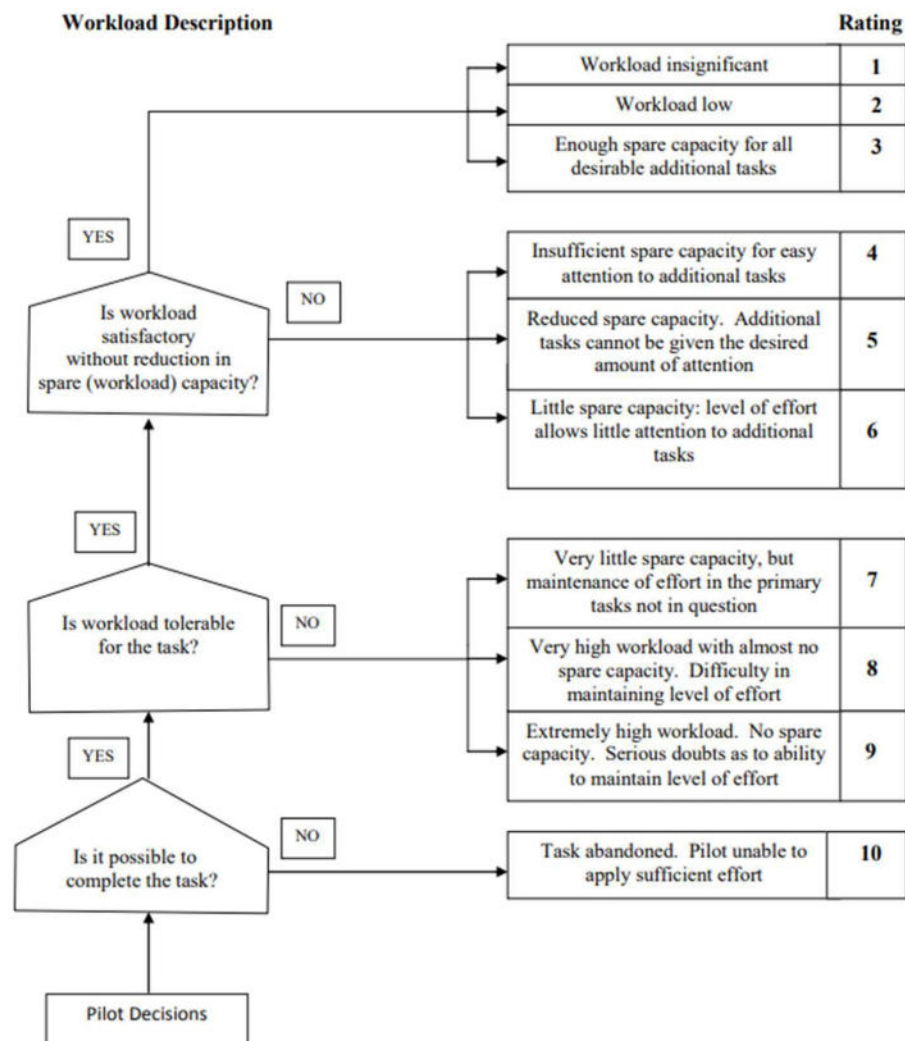 Workload Description
Rating
Workload insignificant
1
Workload low
2
Enough spare capacity for all
desirable additional tasks
3
YES
Is workload
satisfactory
without reduction in
spare (workload) capacity?
NO
Insufficient spare capacity for easy
attention to additional tasks
4
Reduced spare capacity. Additional
tasks cannot be given the desired
amount of attention
5
Little spare capacity: level of effort
allows little attention to additional
tasks
6
YES
Is workload tolerable
for the task?
NO
Very little spare capacity, but
maintenance of effort in the primary
tasks not in question
7
Very high workload with almost no
spare capacity. Difficulty in
maintaining level of effort
8
Extremely high workload. No spare
capacity. Serious doubts as to ability
to maintain level of effort
9
YES
Is it possible to
complete the task?
NO
Task abandoned. Pilot unable to
apply sufficient effort
10
Pilot Decisions